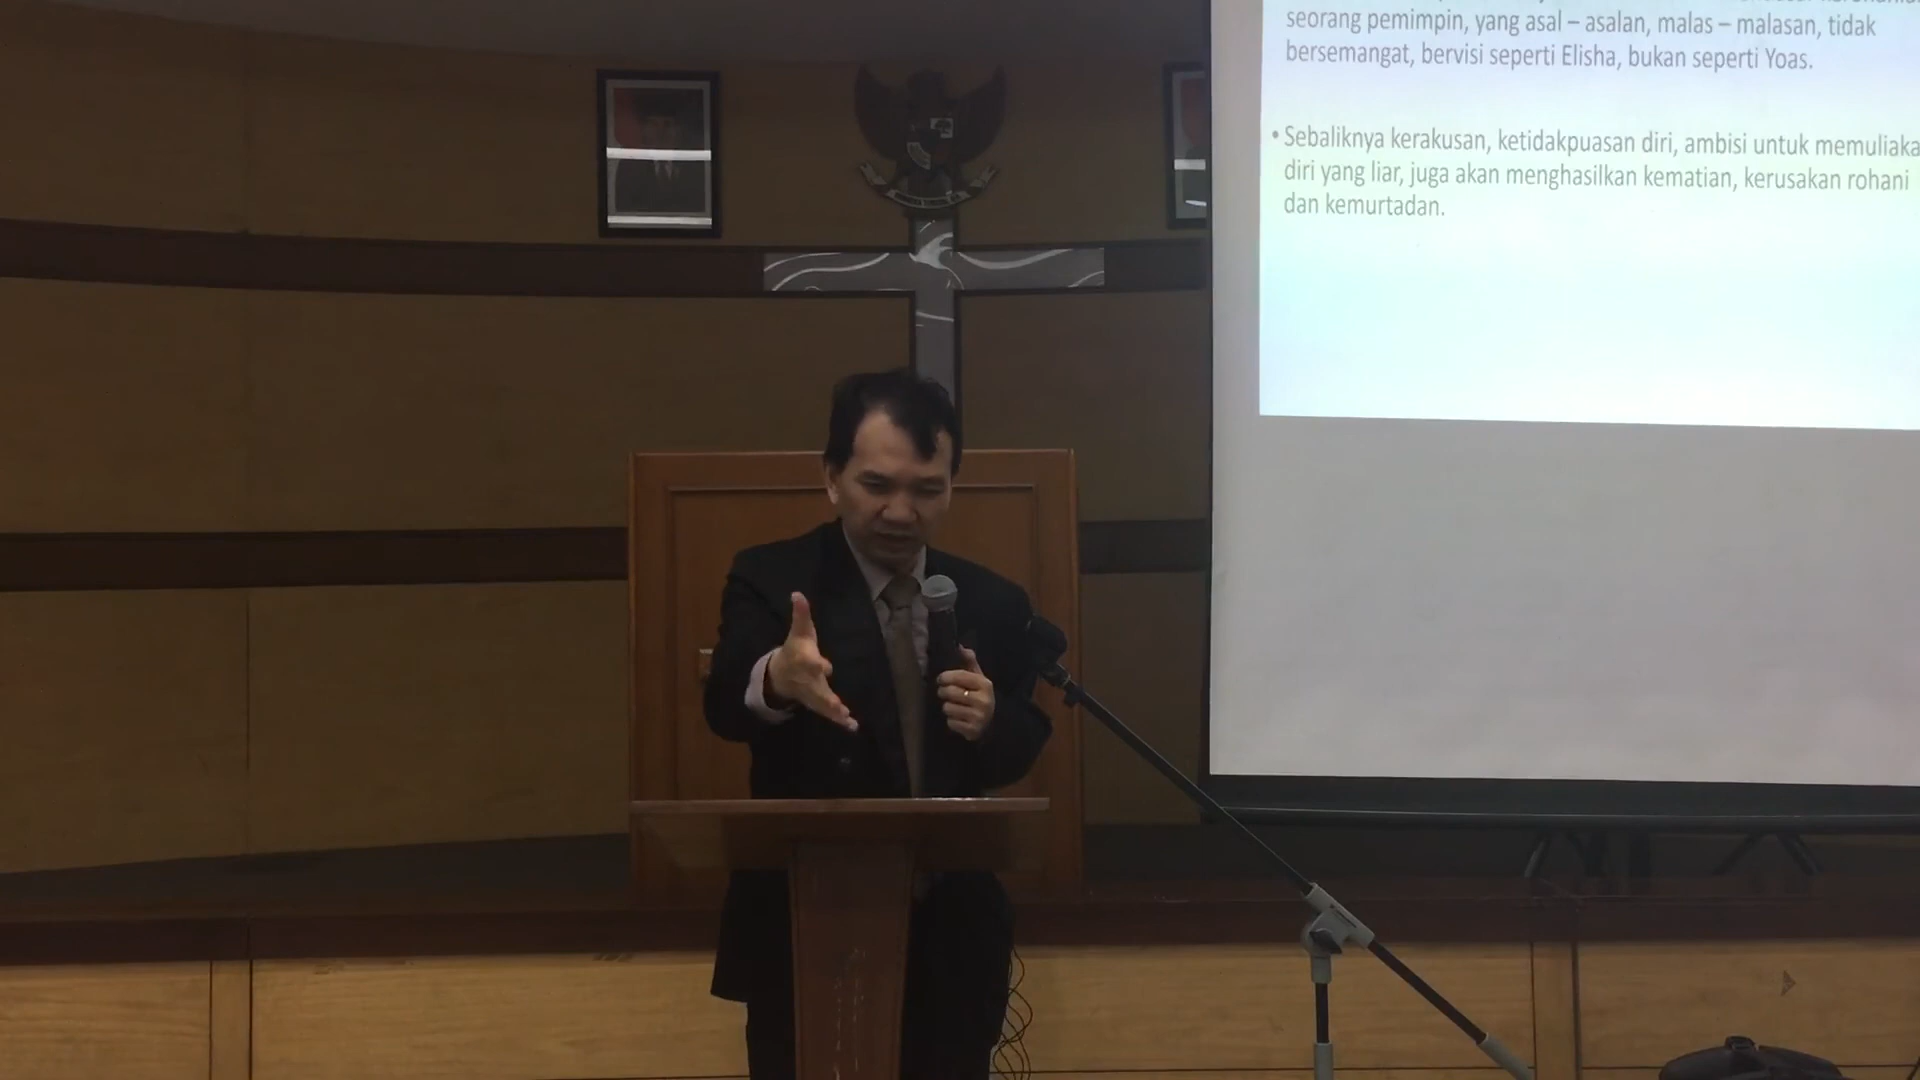 seorang pemimpin, yang asal – asalan, malas – malasan, tidak
bersemangat, bervisi seperti Elisha, bukan seperti Yoas.
• Sebaliknya kerakusan, ketidakpuasan diri, ambisi untuk memuliaka
diri yang liar, juga akan menghasilkan kematian, kerusakan rohani
dan kemurtadan.